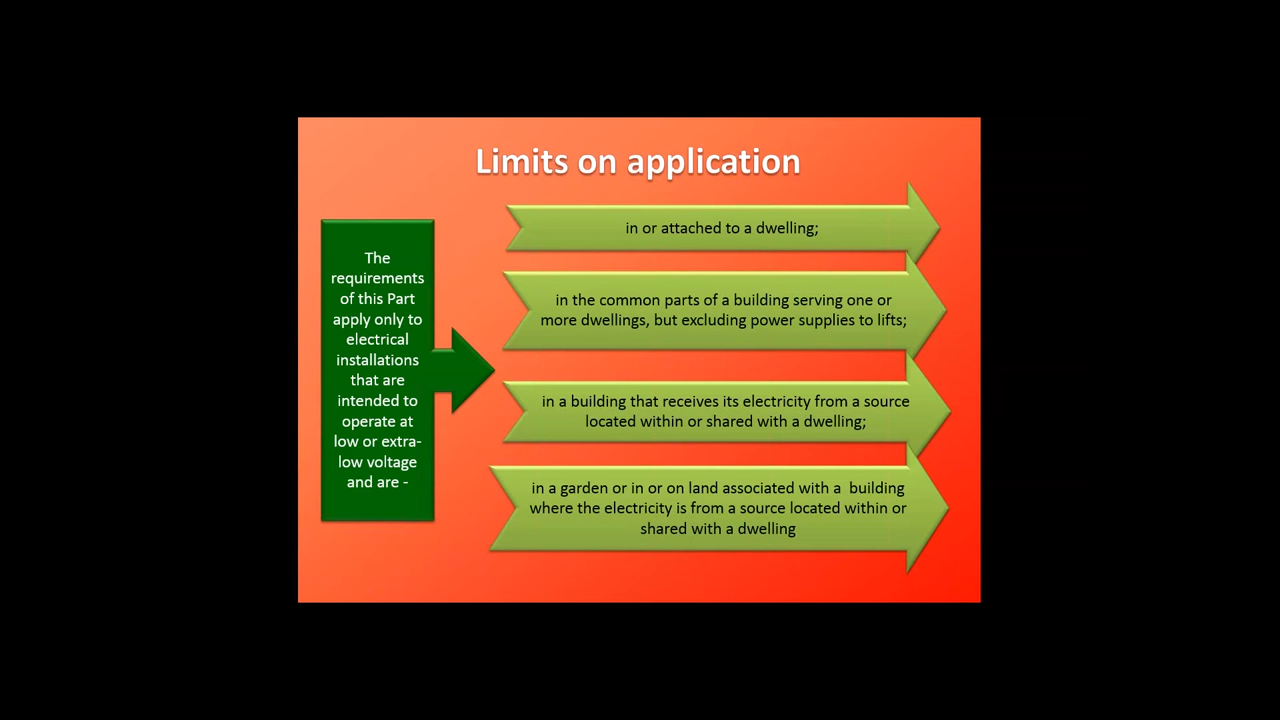 Limits on application
The
requirements
of this Part
apply only to
electrical
installations
that are
intended to
operate at
low or extra-
low voltage
and are -
in or attached to a dwelling;
in the common parts of a building serving one or
more dwellings, but excluding power supplies to lifts;
in a building that receives its electricity from a source
located within or shared with a dwelling;
in a garden or in or on land associated with a  building
where the electricity is from a source located within or
shared with a dwelling